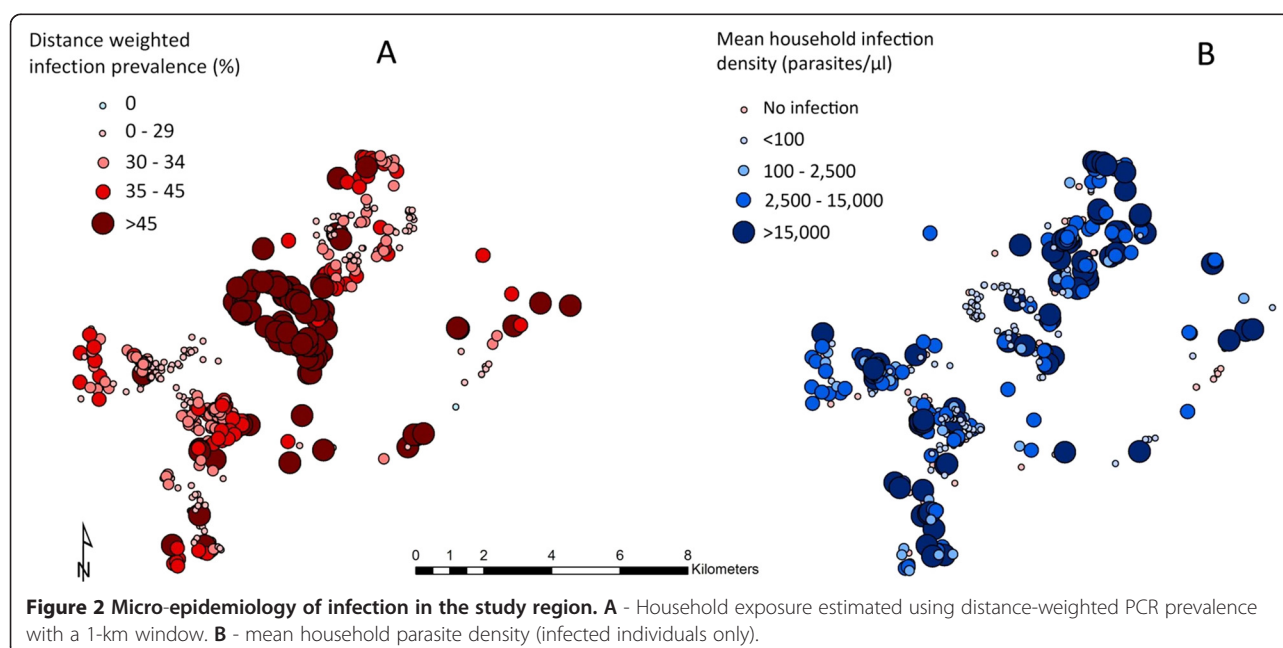 Distance weighted
infection prevalence (%)
0
0 - 29
30 - 34
35 - 45
>45
A
Mean household infection
density (parasites/µl)
No infection
<100
100 - 2,500
2,500 - 15,000
>15,000
B
N
0 1 2 4 6 8
Kilometers
Figure 2 Micro-epidemiology of infection in the study region. A - Household exposure estimated using distance-weighted PCR prevalence
with a 1-km window. B - mean household parasite density (infected individuals only).